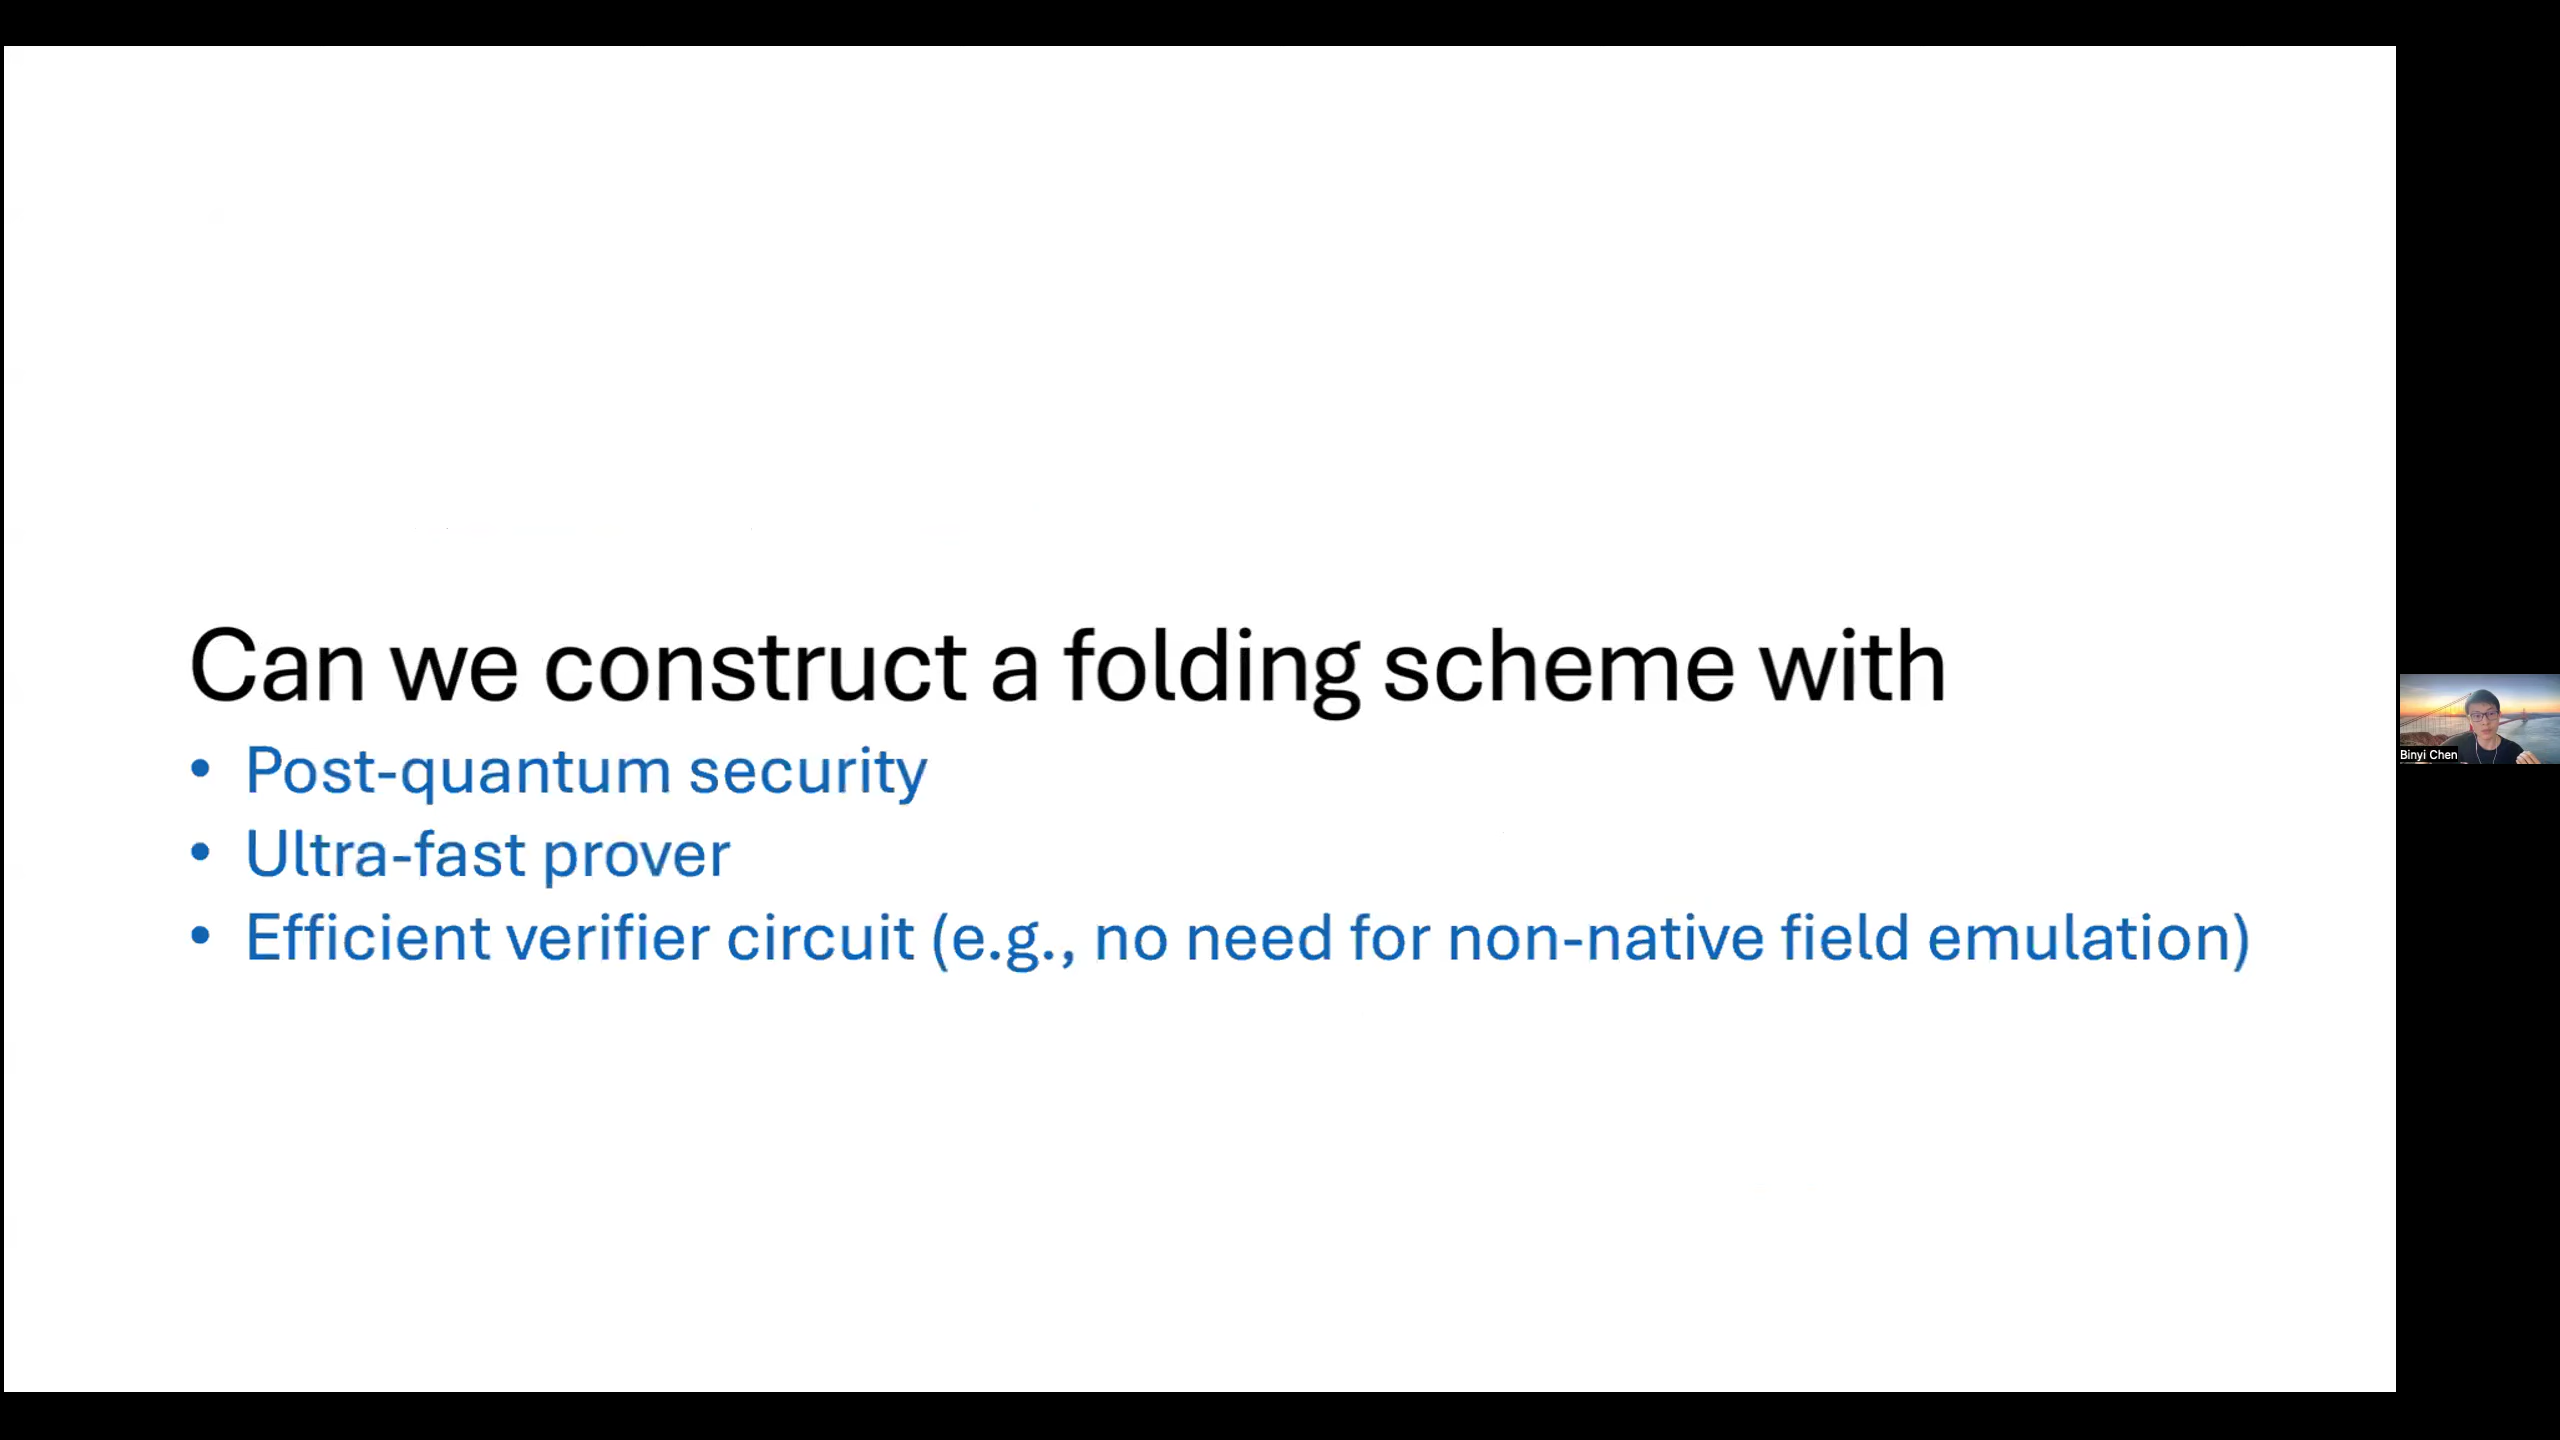 Can we construct a folding scheme with
• Post-quantum security
• Ultra-fast prover
• Efficient verifier circuit (e.g., no need for non-native field emulation)
Binyi Chen